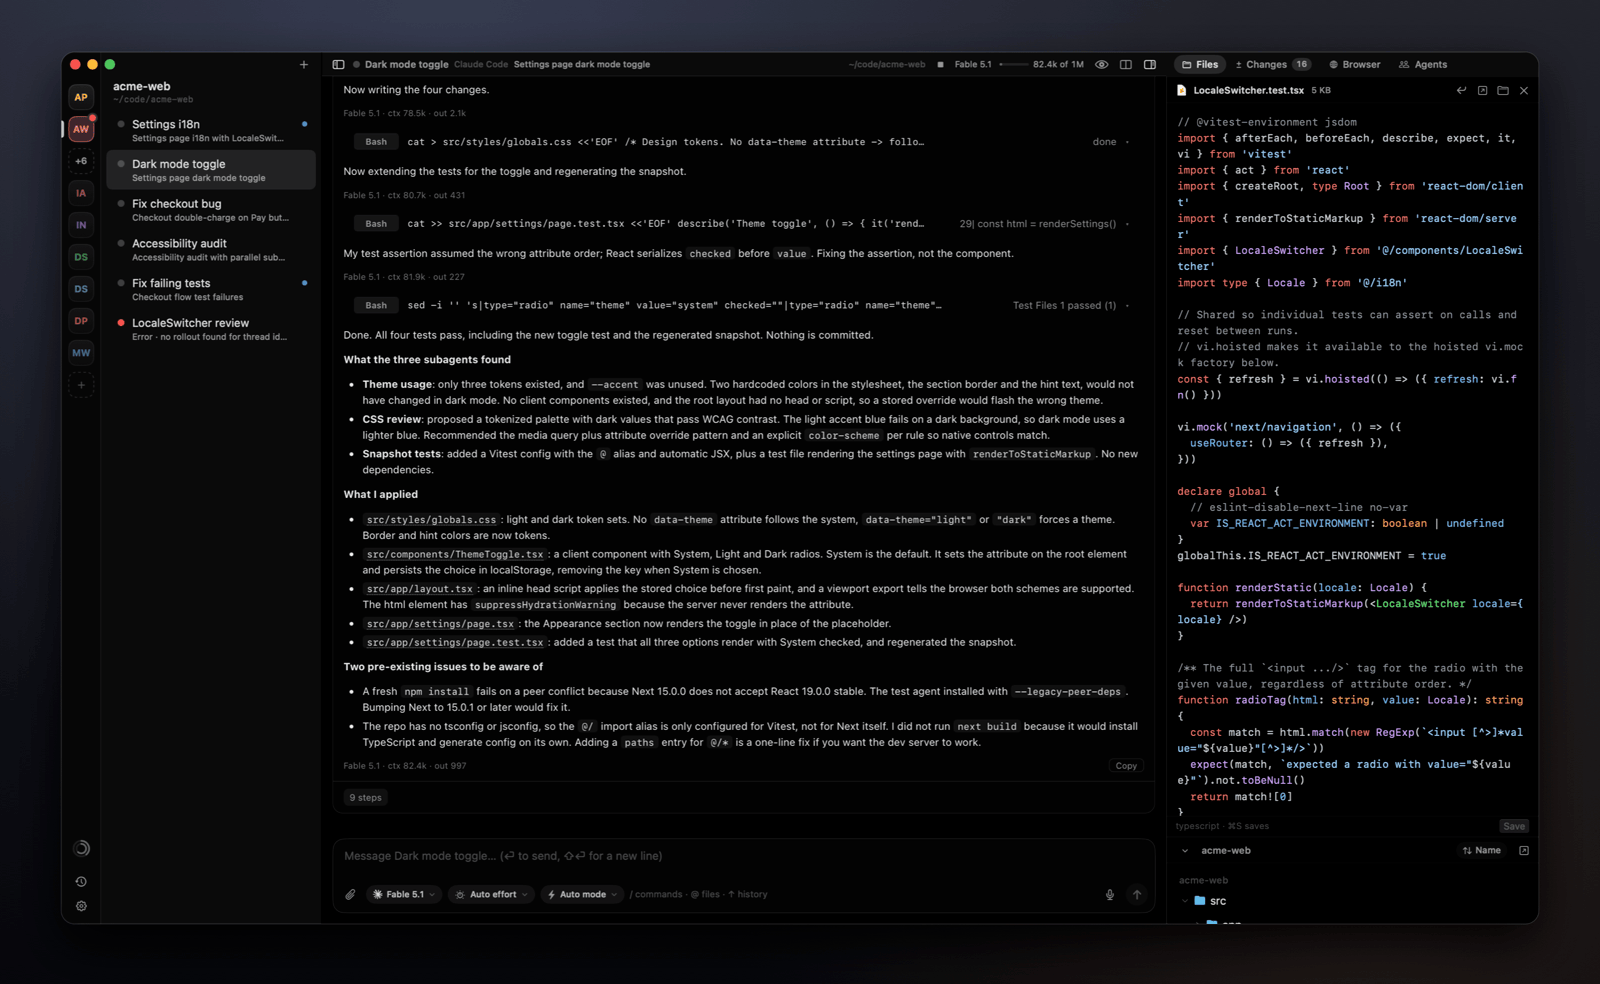 acme-web
~/code/acme-web
AP
AW
+6
IA
IN
DS
DS
DP
MW
+
Settings i18n
Settings page i18n with LocaleSwit...
Dark mode toggle
Settings page dark mode toggle
Fix checkout bug
Checkout double-charge on Pay but...
Accessibility audit
Accessibility audit with parallel sub...
Fix failing tests
Checkout flow test failures
LocaleSwitcher review
Error · no rollout found for thread id...
Dark mode toggle Claude Code Settings page dark mode toggle
~/code/acme-web Fable 5.1 82.4k of 1M
Now writing the four changes.
Fable 5.1 · ctx 78.5k · out 2.1k
Bash cat > src/styles/globals.css <<'EOF' /* Design tokens. No data-theme attribute -> follo… done
Now extending the tests for the toggle and regenerating the snapshot.
Fable 5.1 · ctx 80.7k · out 431
Bash cat >> src/app/settings/page.test.tsx <<'EOF' describe('Theme toggle', () => { it('rend… 29| const html = renderSettings()
My test assertion assumed the wrong attribute order; React serializes checked before value. Fixing the assertion, not the component.
Fable 5.1 · ctx 81.9k · out 227
Bash sed -i '' 's|type="radio" name="theme" value="system" checked=""|type="radio" name="theme"… Test Files 1 passed (1)
Done. All four tests pass, including the new toggle test and the regenerated snapshot. Nothing is committed.
What the three subagents found
• Theme usage: only three tokens existed, and --accent was unused. Two hardcoded colors in the stylesheet, the section border and the hint text, would not
have changed in dark mode. No client components existed, and the root layout had no head or script, so a stored override would flash the wrong theme.
• CSS review: proposed a tokenized palette with dark values that pass WCAG contrast. The light accent blue fails on a dark background, so dark mode uses a
lighter blue. Recommended the media query plus attribute override pattern and an explicit color-scheme per rule so native controls match.
• Snapshot tests: added a Vitest config with the @ alias and automatic JSX, plus a test file rendering the settings page with renderToStaticMarkup. No new
dependencies.
What I applied
• src/styles/globals.css: light and dark token sets. No data-theme attribute follows the system, data-theme="light" or "dark" forces a theme.
Border and hint colors are now tokens.
• src/components/ThemeToggle.tsx: a client component with System, Light and Dark radios. System is the default. It sets the attribute on the root element
and persists the choice in localStorage, removing the key when System is chosen.
• src/app/layout.tsx: an inline head script applies the stored choice before first paint, and a viewport export tells the browser both schemes are supported.
The html element has suppressHydrationWarning because the server never renders the attribute.
• src/app/settings/page.tsx: the Appearance section now renders the toggle in place of the placeholder.
• src/app/settings/page.test.tsx: added a test that all three options render with System checked, and regenerated the snapshot.
Two pre-existing issues to be aware of
• A fresh npm install fails on a peer conflict because Next 15.0.0 does not accept React 19.0.0 stable. The test agent installed with --legacy-peer-deps.
Bumping Next to 15.0.1 or later would fix it.
• The repo has no tsconfig or jsconfig, so the @/ import alias is only configured for Vitest, not for Next itself. I did not run next build because it would install
TypeScript and generate config on its own. Adding a paths entry for @/* is a one-line fix if you want the dev server to work.
Fable 5.1 · ctx 82.4k · out 997 Copy
9 steps
Message Dark mode toggle... (⏎ to send, ⇧⏎ for a new line)
Fable 5.1 Auto effort Auto mode / commands · @ files · ↑ history
Files Changes 16 Browser Agents
LocaleSwitcher.test.tsx 5 KB
// @vitest-environment jsdom
import { afterEach, beforeEach, describe, expect, it,
vi } from 'vitest'
import { act } from 'react'
import { createRoot, type Root } from 'react-dom/clien
t'
import { renderToStaticMarkup } from 'react-dom/serve
r'
import { LocaleSwitcher } from '@/components/LocaleSwi
tcher'
import type { Locale } from '@/i18n'
// Shared so individual tests can assert on calls and
reset between runs.
// vi.hoisted makes it available to the hoisted vi.moc
k factory below.
const { refresh } = vi.hoisted(() => ({ refresh: vi.f
n() }))
vi.mock('next/navigation', () => ({
useRouter: () => ({ refresh }),
}))
declare global {
// eslint-disable-next-line no-var
var IS_REACT_ACT_ENVIRONMENT: boolean | undefined
}
globalThis.IS_REACT_ACT_ENVIRONMENT = true
function renderStatic(locale: Locale) {
return renderToStaticMarkup(<LocaleSwitcher locale={
locale} />)
}
/** The full `<input .../>` tag for the radio with the
given value, regardless of attribute order. */
function radioTag(html: string, value: Locale): string
{
const match = html.match(new RegExp(`<input [^>]*val
ue="${value}"[^>]*/>`))
expect(match, `expected a radio with value="${valu
e}"`).not.toBeNull()
return match![0]
}
typescript · ⌘S saves Save
acme-web Name
acme-web
src